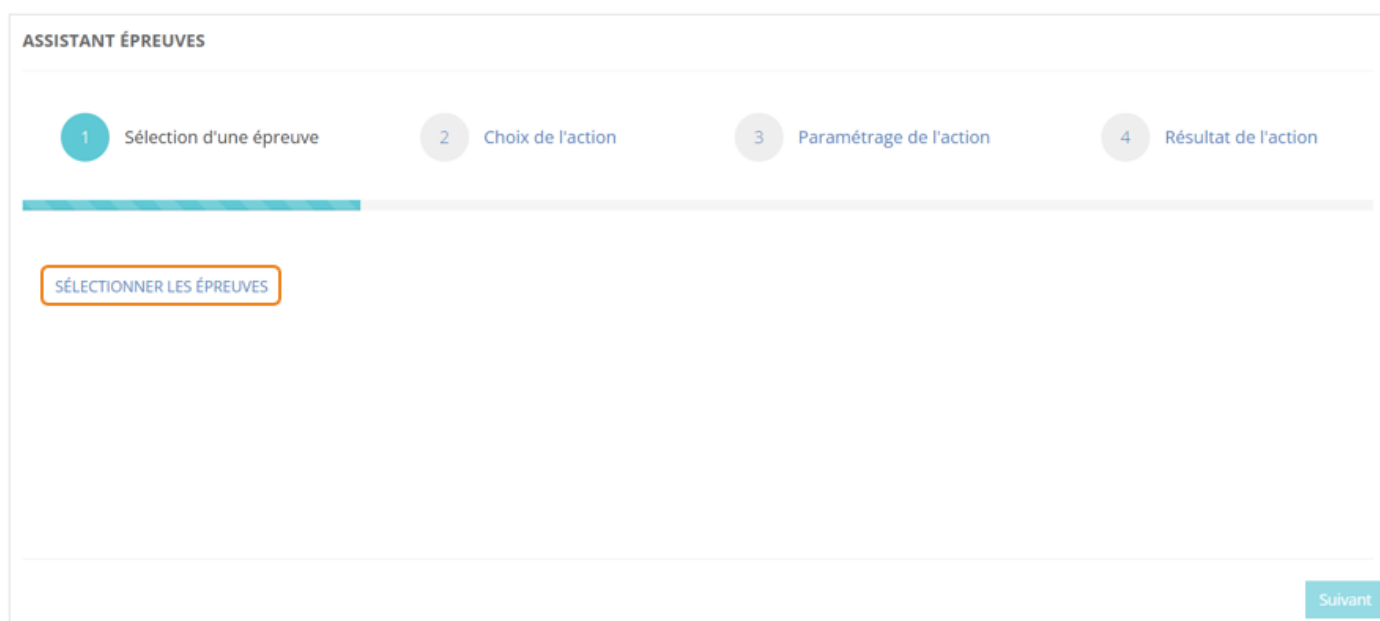 ASSISTANT ÉPREUVES
1 Sélection d'une épreuve 2 Choix de l'action 3 Paramétrage de l'action 4 Résultat de l'action
SÉLECTIONNER LES ÉPREUVES
Suivant